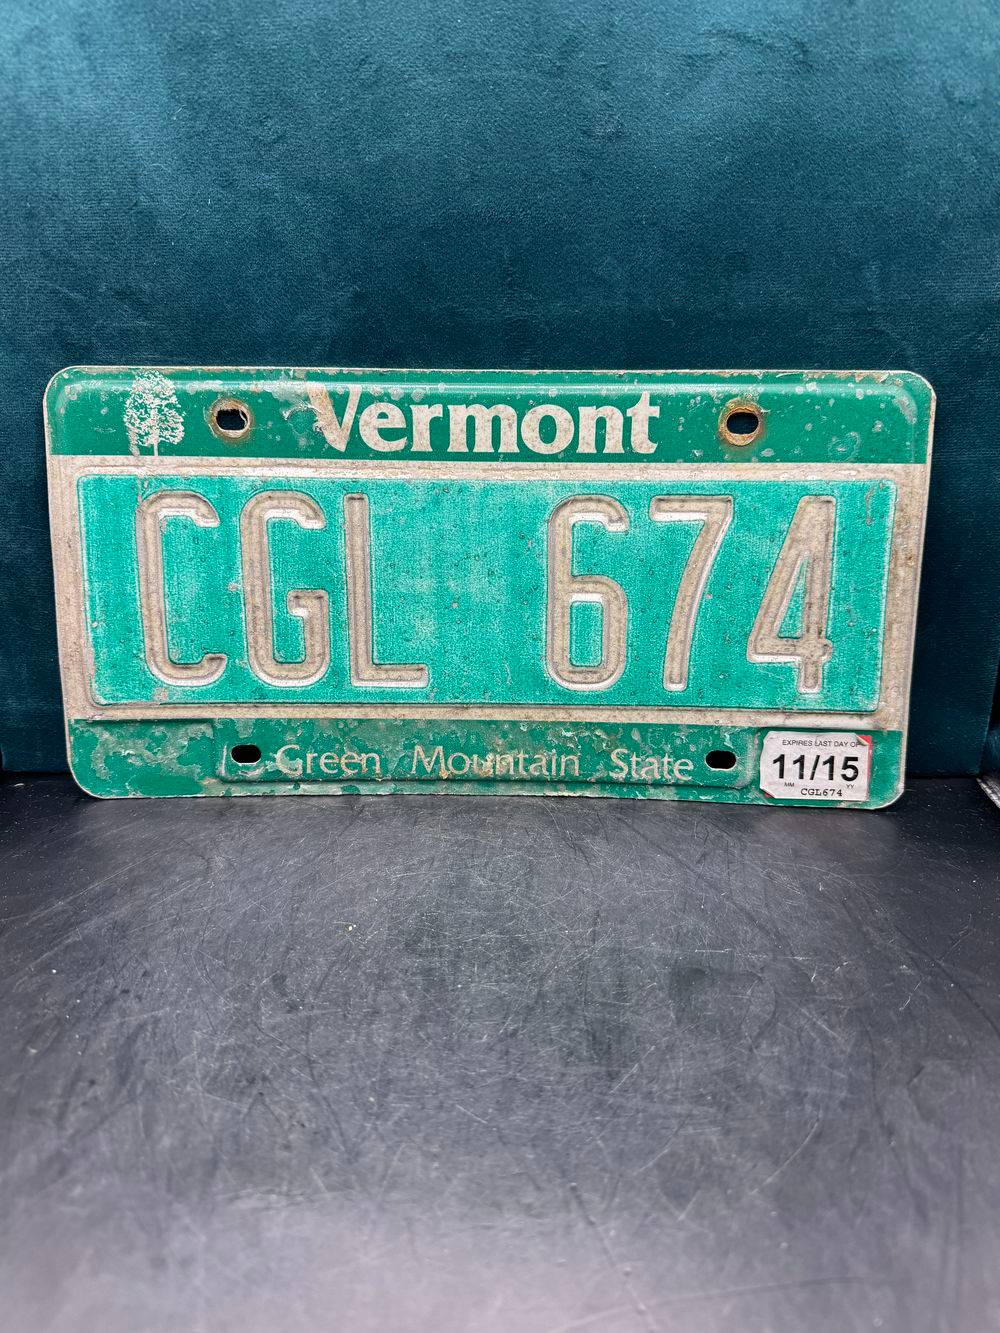 Vermont
CGL 674
Green Mountain State
EXPIRES LAST DAY OF
11/15
MM YY
CGL674